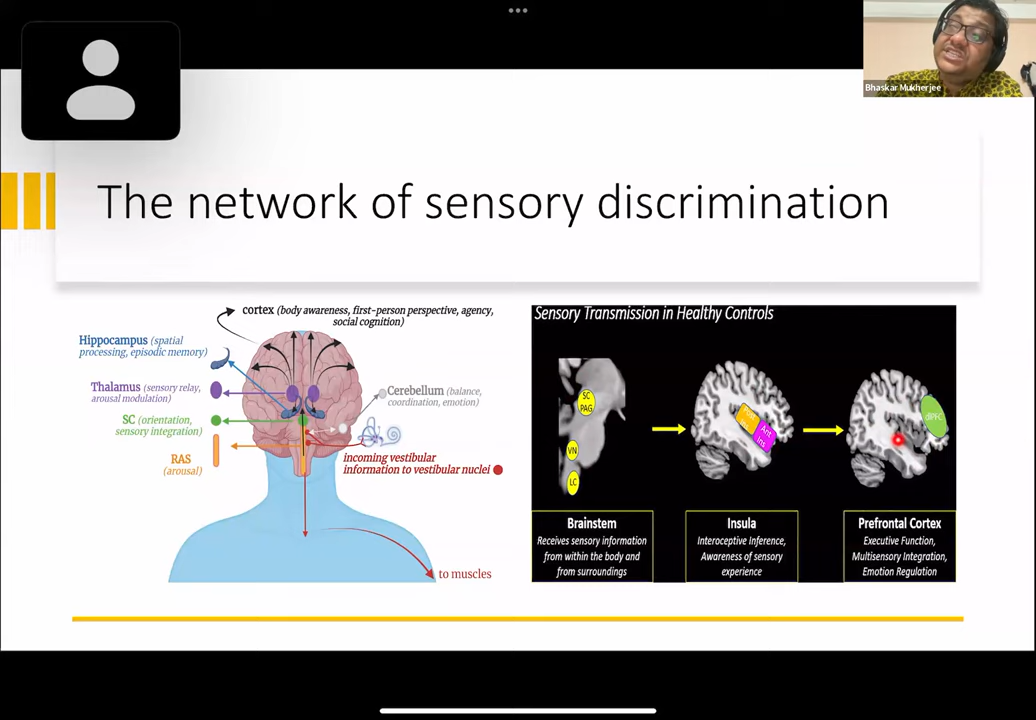 Bhaskar Mukherjee
The network of sensory discrimination
cortex (body awareness, first-person perspective, agency,
social cognition)
Hippocampus (spatial
processing, episodic memory)
Thalamus (sensory relay,
arousal modulation)
SC (orientation,
sensory integration)
RAS
(arousal)
Cerebellum (balance,
coordination, emotion)
incoming vestibular
information to vestibular nuclei
to muscles
Sensory Transmission in Healthy Controls
SC
PAG
VN
LC
Post
Ins
Ant
Ins
dlPFC
Brainstem
Receives sensory information
from within the body and
from surroundings
Insula
Interoceptive Inference,
Awareness of sensory
experience
Prefrontal Cortex
Executive Function,
Multisensory Integration,
Emotion Regulation